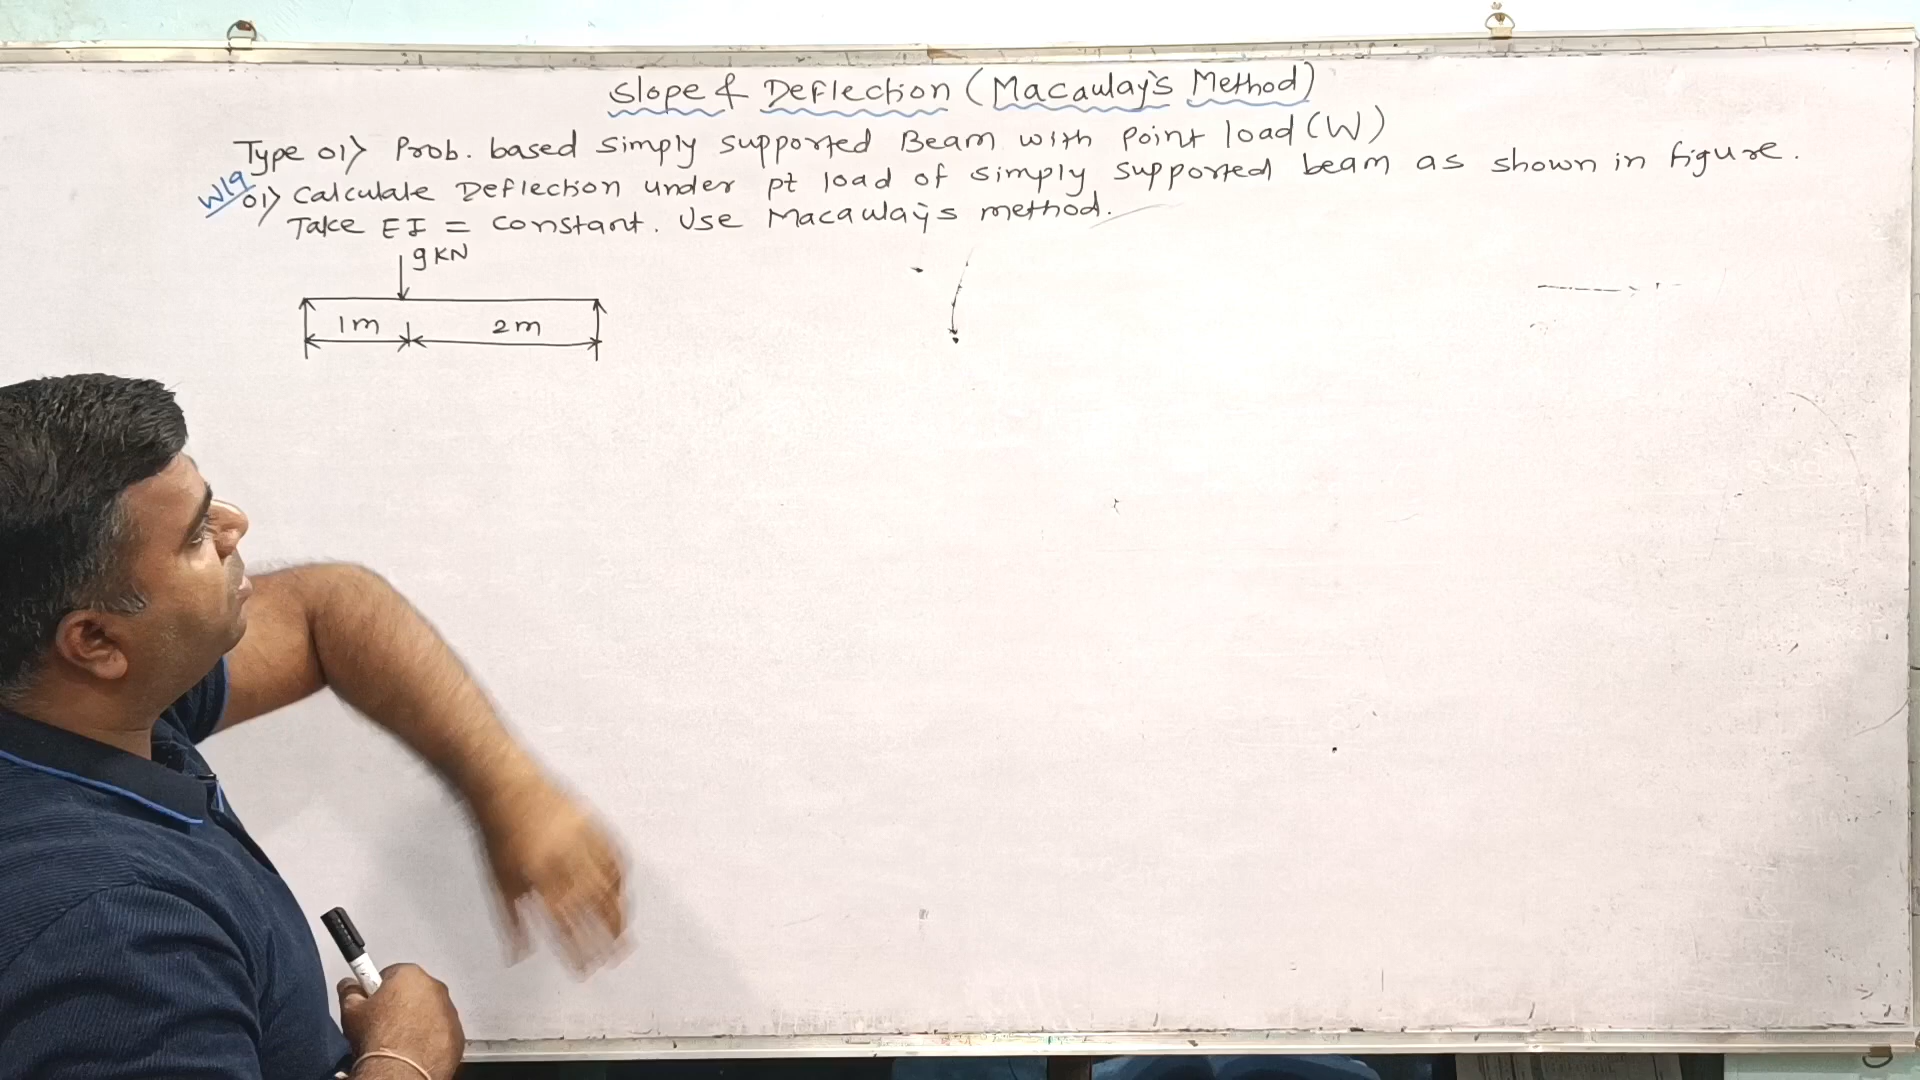 Slope & Deflection (Macaulay's Method)
Type 01> Prob. based simply supported Beam with Point load (W)
W19 01> Calculate Deflection under pt load of simply supported beam as shown in figure.
Take EI = constant. Use Macaulay's method.
9 KN
1m 2m